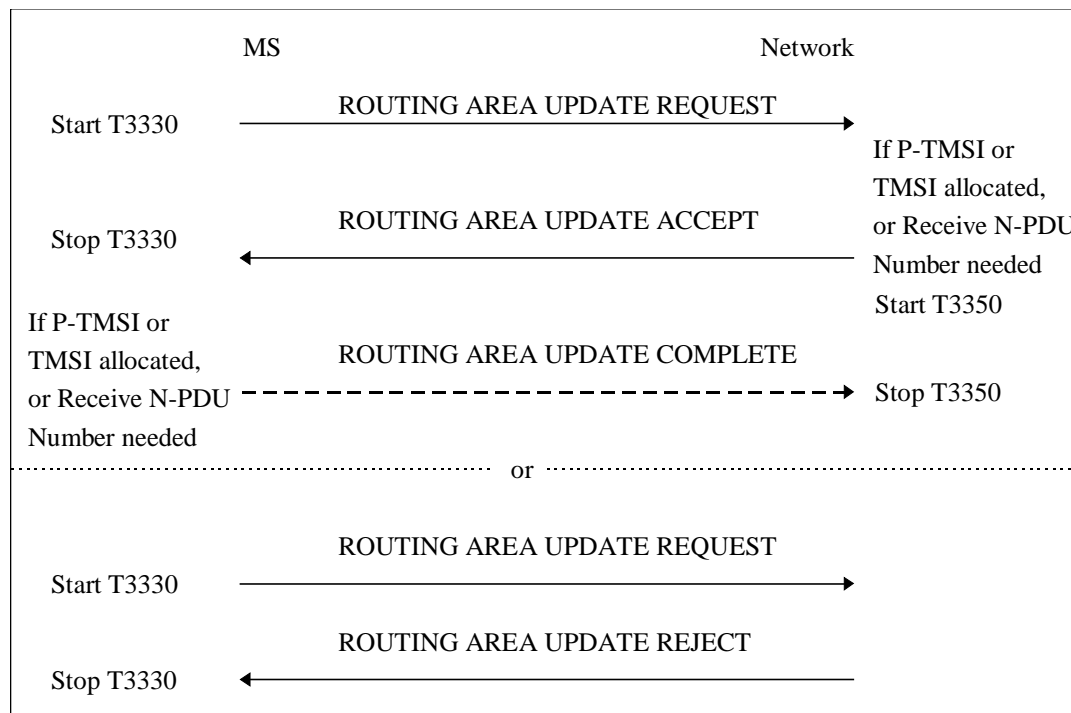 MS
Network
ROUTING AREA UPDATE REQUEST
Start T3330
If P-TMSI or
TMSI allocated,
or Receive N-PDU
Number needed
Start T3350
ROUTING AREA UPDATE ACCEPT
Stop T3330
If P-TMSI or
TMSI allocated,
or Receive N-PDU
Number needed
ROUTING AREA UPDATE COMPLETE
Stop T3350
or
ROUTING AREA UPDATE REQUEST
Start T3330
ROUTING AREA UPDATE REJECT
Stop T3330